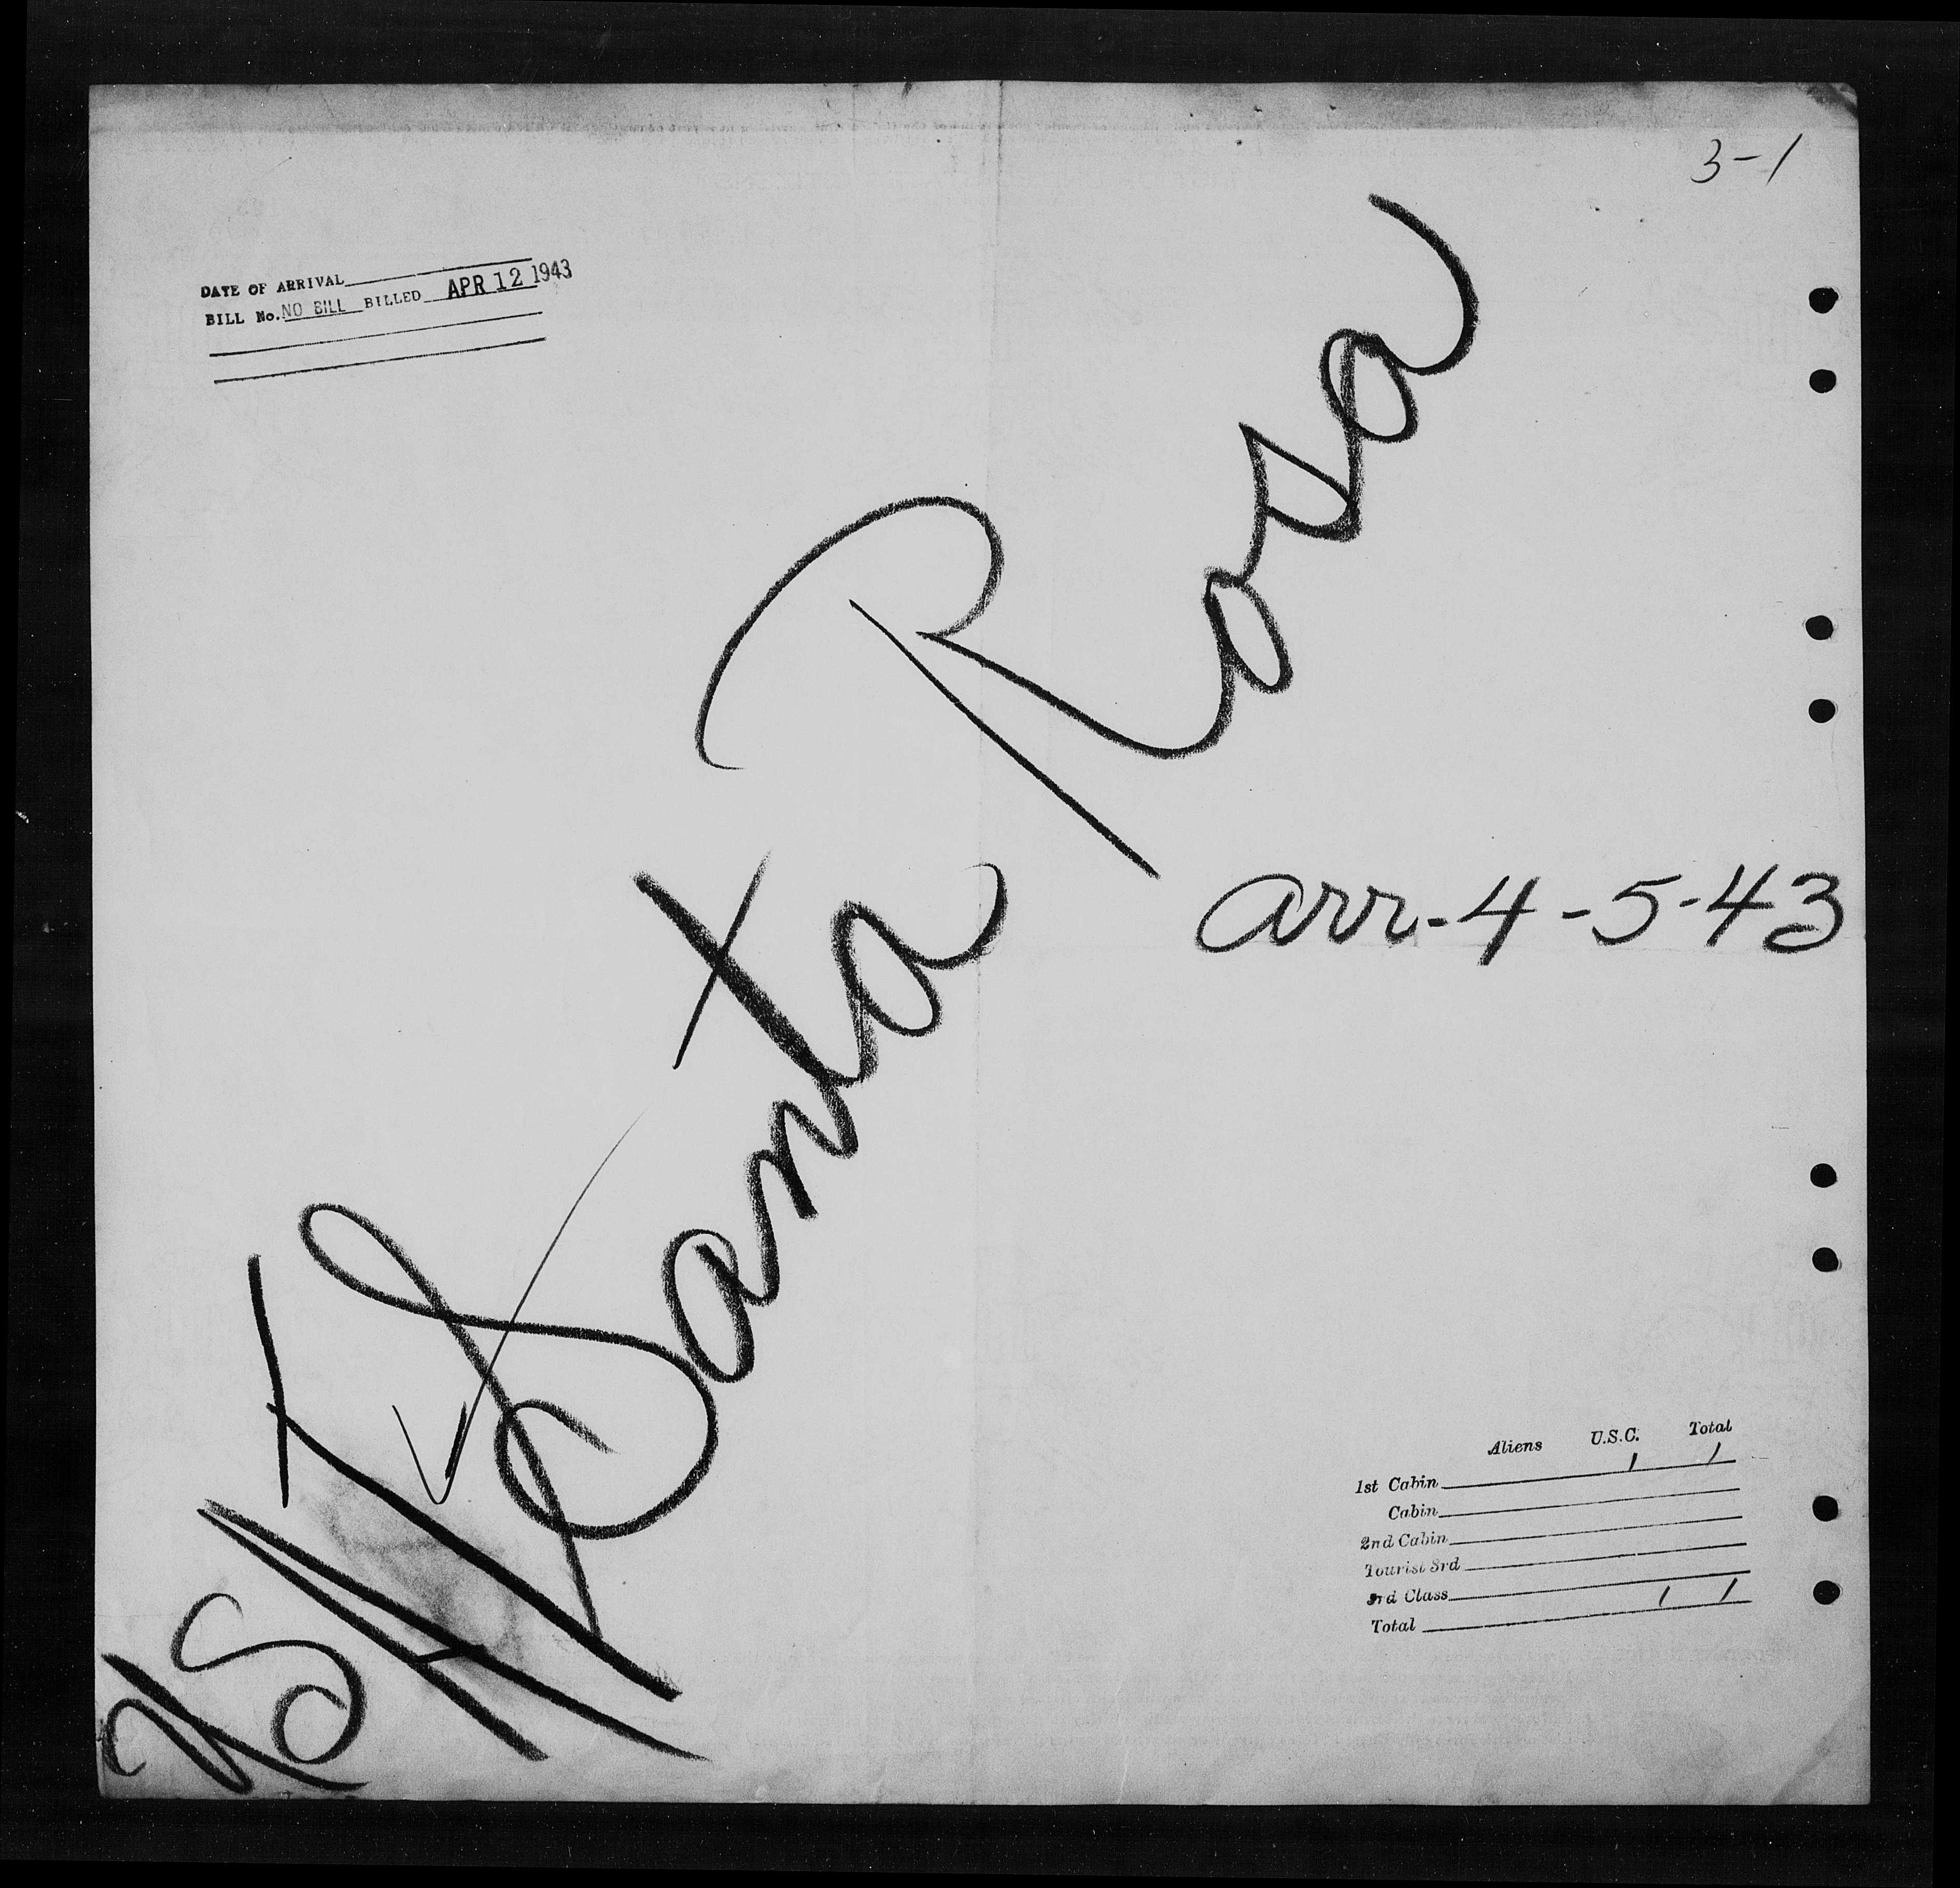 3-1
DATE OF ARRIVAL
BILL No. NO BILL BILLED APR 12 1943
USAT Santa Rosa
arr-4-5-43
Aliens U.S.C. Total
1st Cabin 1 1
Cabin
2nd Cabin
Tourist 3rd
3rd Class
Total 1 1